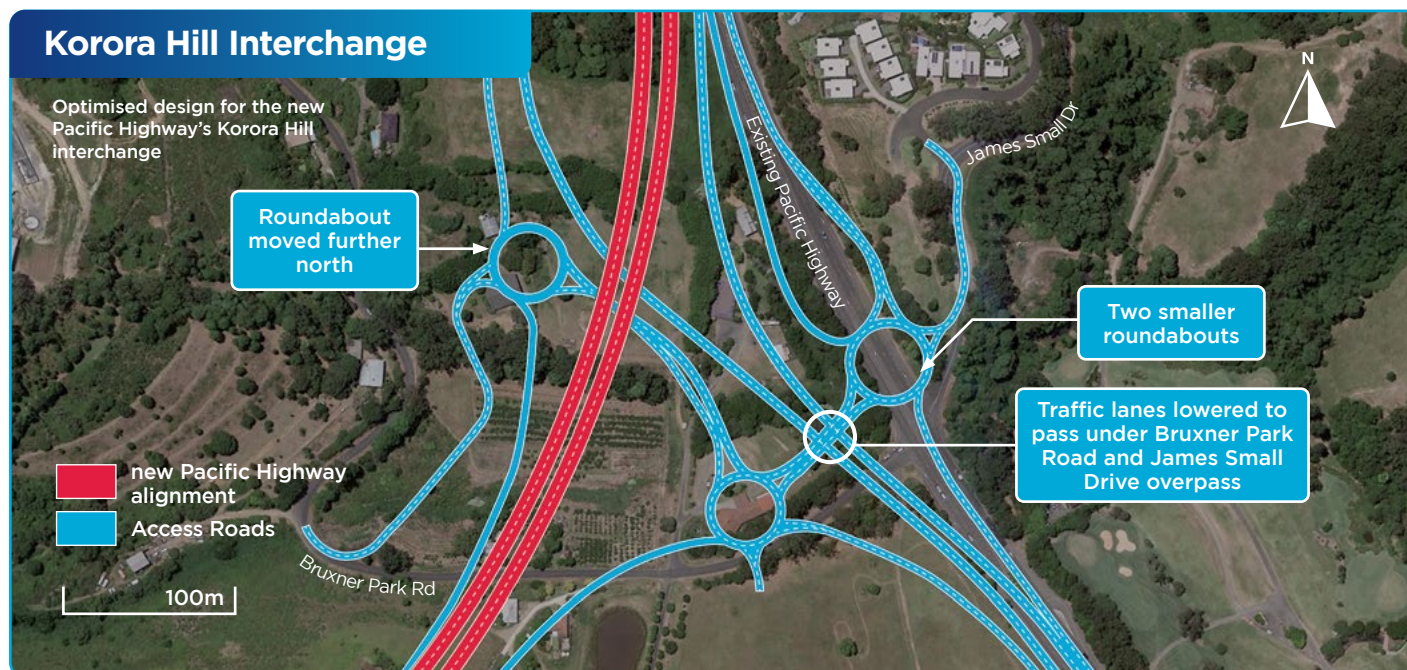 Korora Hill Interchange
Optimised design for the new
Pacific Highway's Korora Hill
interchange
N
James Small Dr
Existing Pacific Highway
Roundabout
moved further
north
Two smaller
roundabouts
Traffic lanes lowered to
pass under Bruxner Park
Road and James Small
Drive overpass
new Pacific Highway
alignment
Access Roads
Bruxner Park Rd
100m